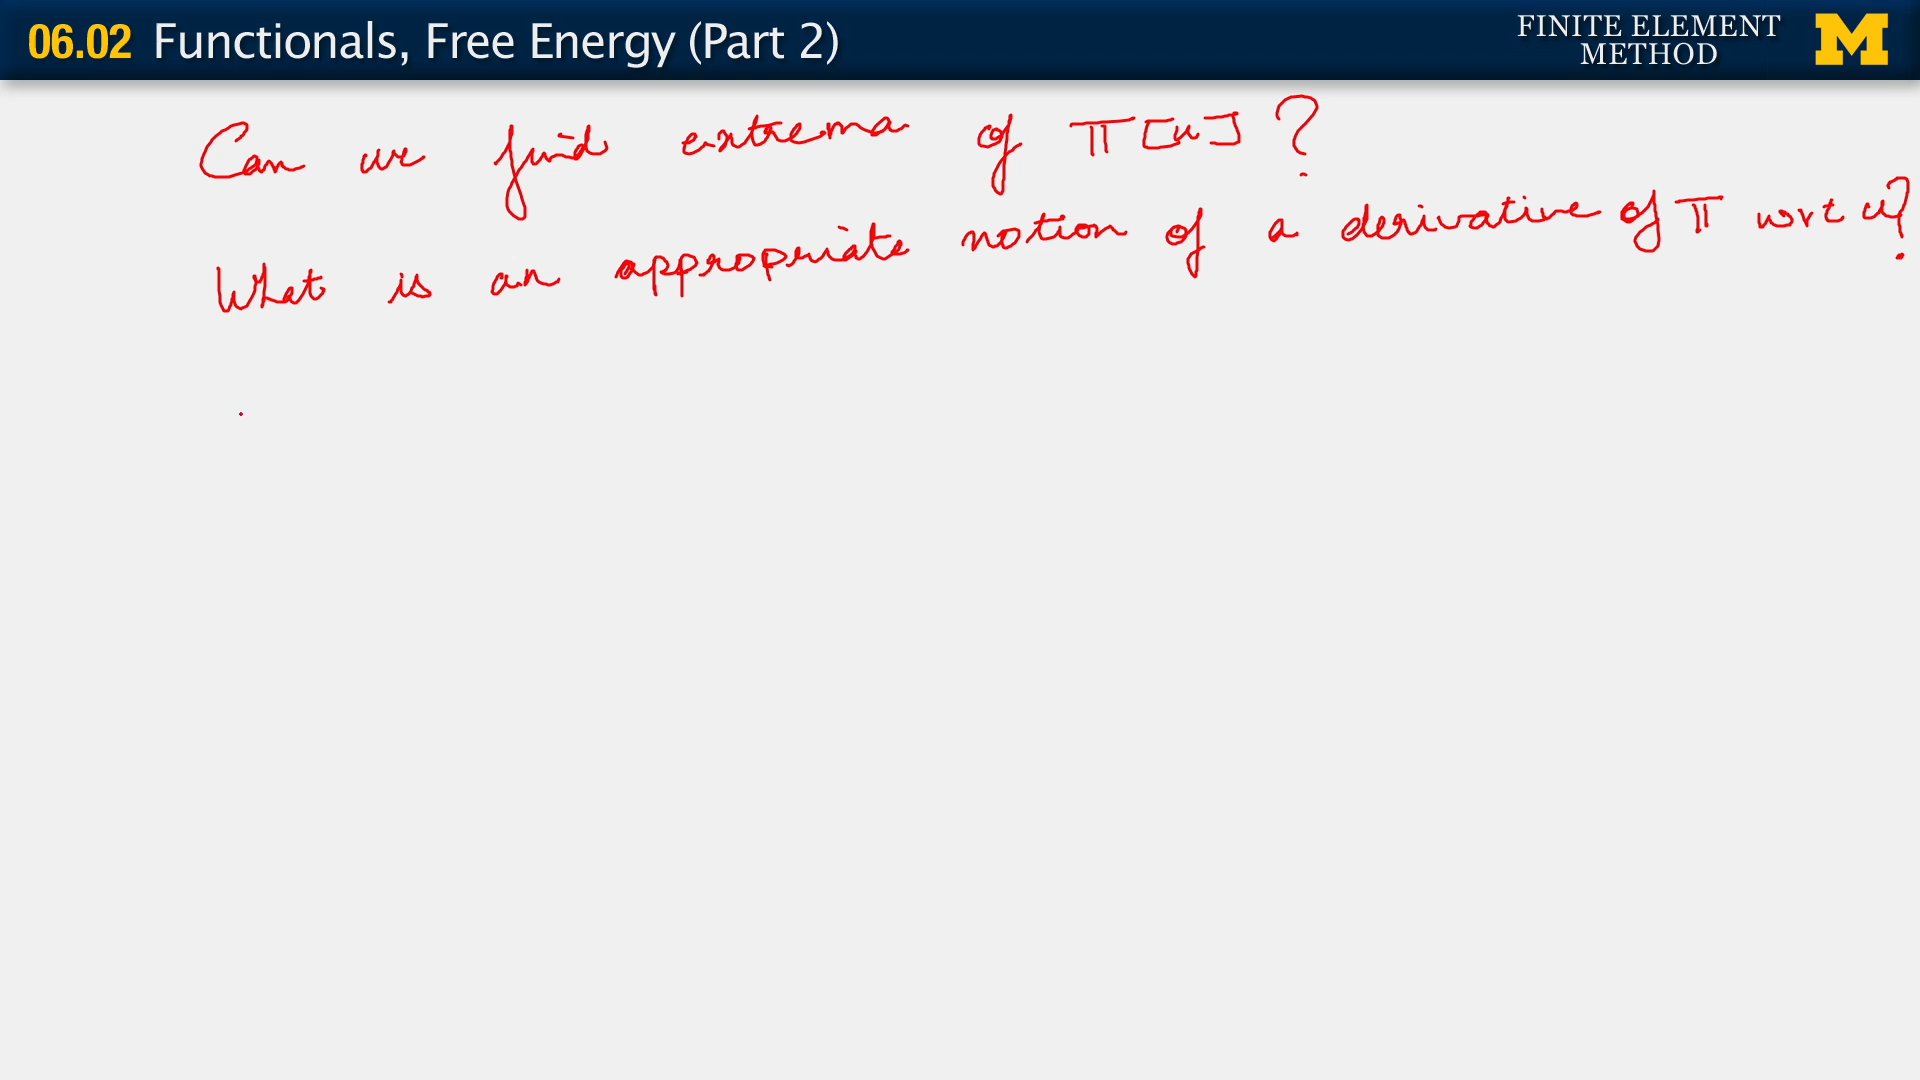 06.02 Functionals, Free Energy (Part 2)
FINITE ELEMENT
METHOD
M
Can we find extrema of Π[u]?
What is an appropriate notion of a derivative of Π wrt u?